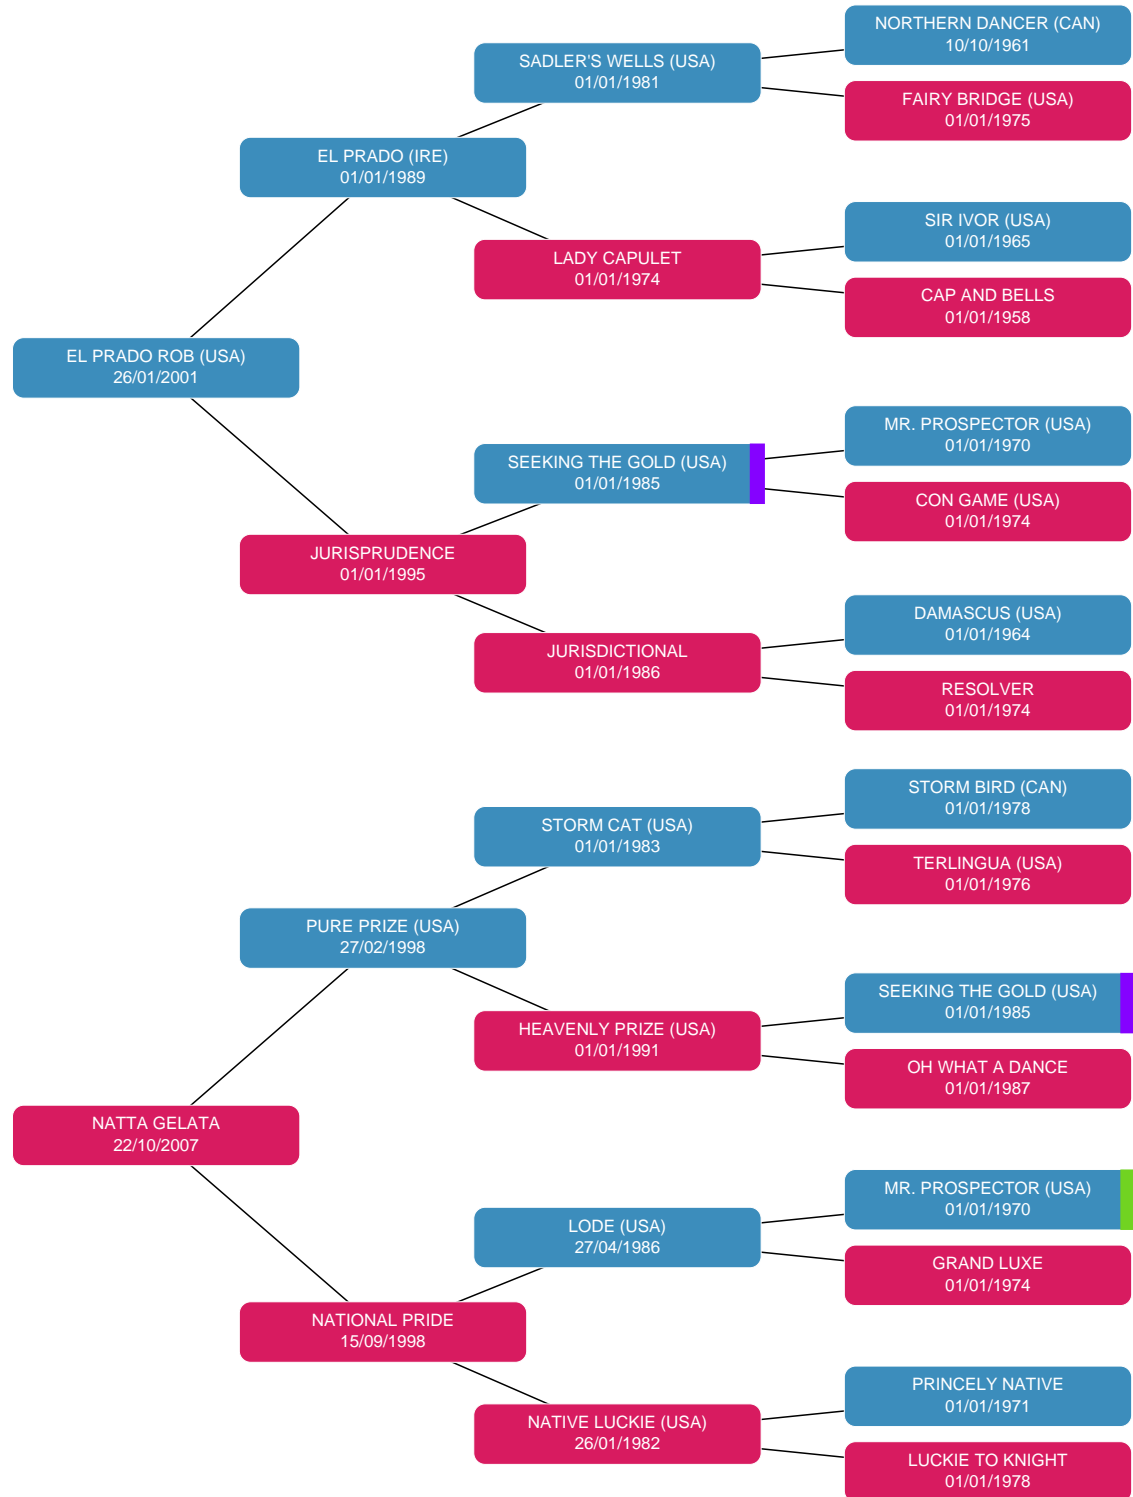 NORTHERN DANCER (CAN)
10/10/1961
SADLER'S WELLS (USA)
01/01/1981
FAIRY BRIDGE (USA)
01/01/1975
EL PRADO (IRE)
01/01/1989
SIR IVOR (USA)
01/01/1965
LADY CAPULET
01/01/1974
CAP AND BELLS
01/01/1958
EL PRADO ROB (USA)
26/01/2001
MR. PROSPECTOR (USA)
01/01/1970
SEEKING THE GOLD (USA)
01/01/1985
CON GAME (USA)
01/01/1974
JURISPRUDENCE
01/01/1995
DAMASCUS (USA)
01/01/1964
JURISDICTIONAL
01/01/1986
RESOLVER
01/01/1974
STORM BIRD (CAN)
01/01/1978
STORM CAT (USA)
01/01/1983
TERLINGUA (USA)
01/01/1976
PURE PRIZE (USA)
27/02/1998
SEEKING THE GOLD (USA)
01/01/1985
HEAVENLY PRIZE (USA)
01/01/1991
OH WHAT A DANCE
01/01/1987
NATTA GELATA
22/10/2007
MR. PROSPECTOR (USA)
01/01/1970
LODE (USA)
27/04/1986
GRAND LUXE
01/01/1974
NATIONAL PRIDE
15/09/1998
PRINCELY NATIVE
01/01/1971
NATIVE LUCKIE (USA)
26/01/1982
LUCKIE TO KNIGHT
01/01/1978